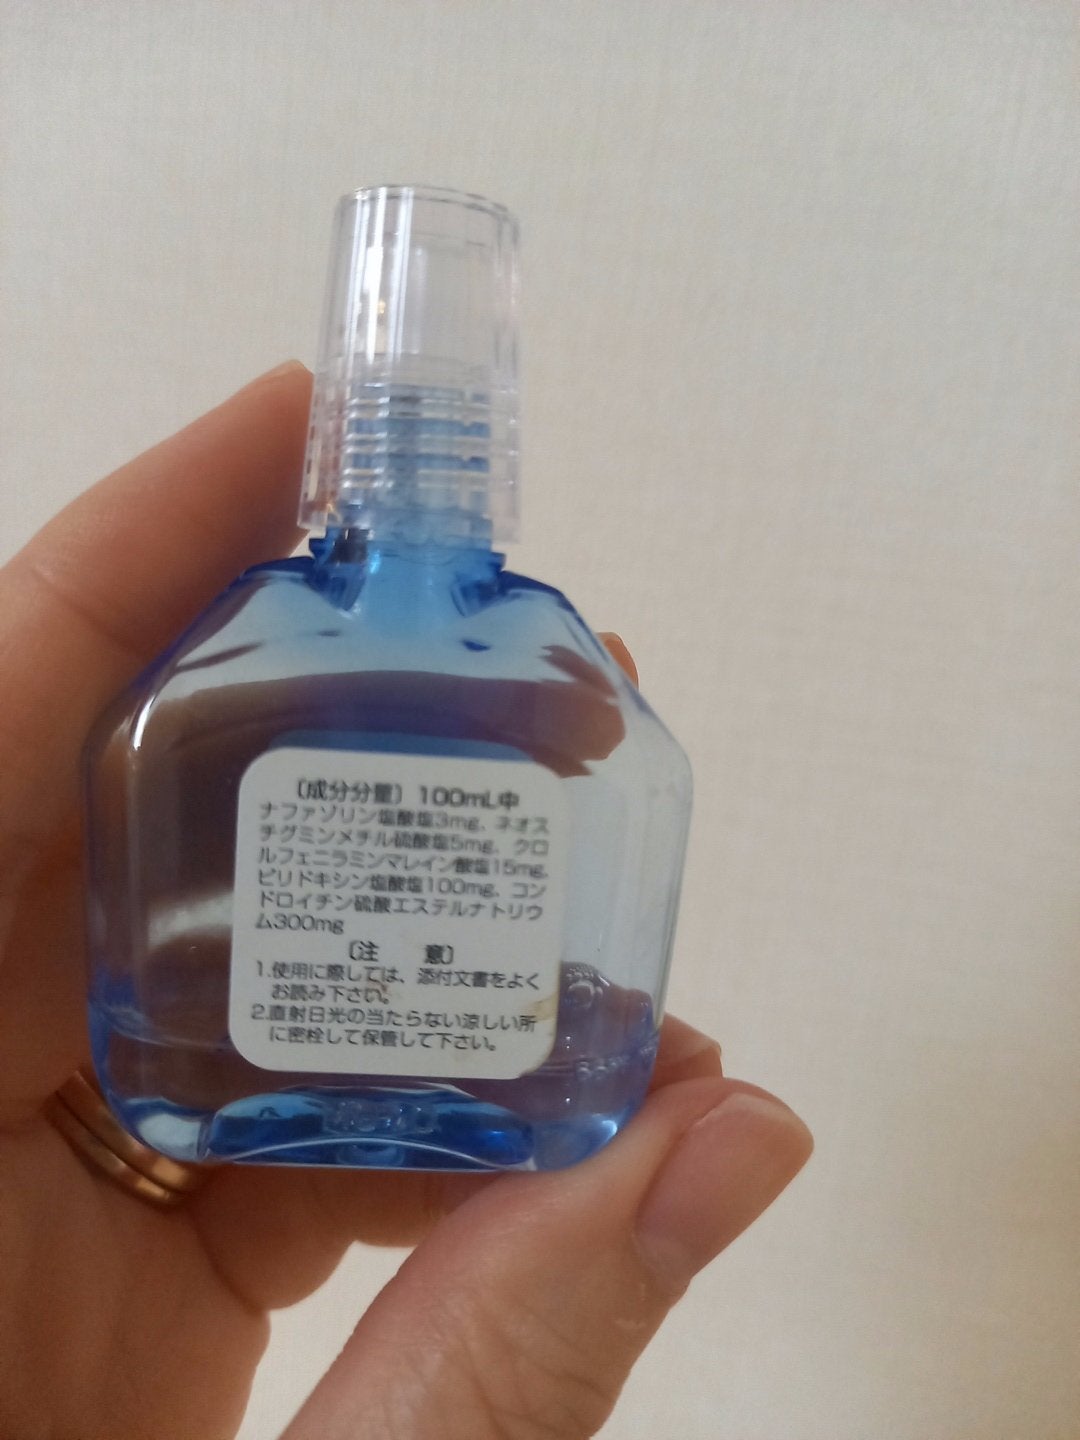 〔成分分量〕100mL中
ナファゾリン塩酸塩3mg、ネオス
チグミンメチル硫酸塩5mg、クロ
ルフェニラミンマレイン酸塩15mg、
ピリドキシン塩酸塩100mg、コン
ドロイチン硫酸エステルナトリウ
ム300mg
〔注　意〕
1.使用に際しては、添付文書をよく
お読み下さい。
2.直射日光の当たらない涼しい所
に密栓して保管して下さい。